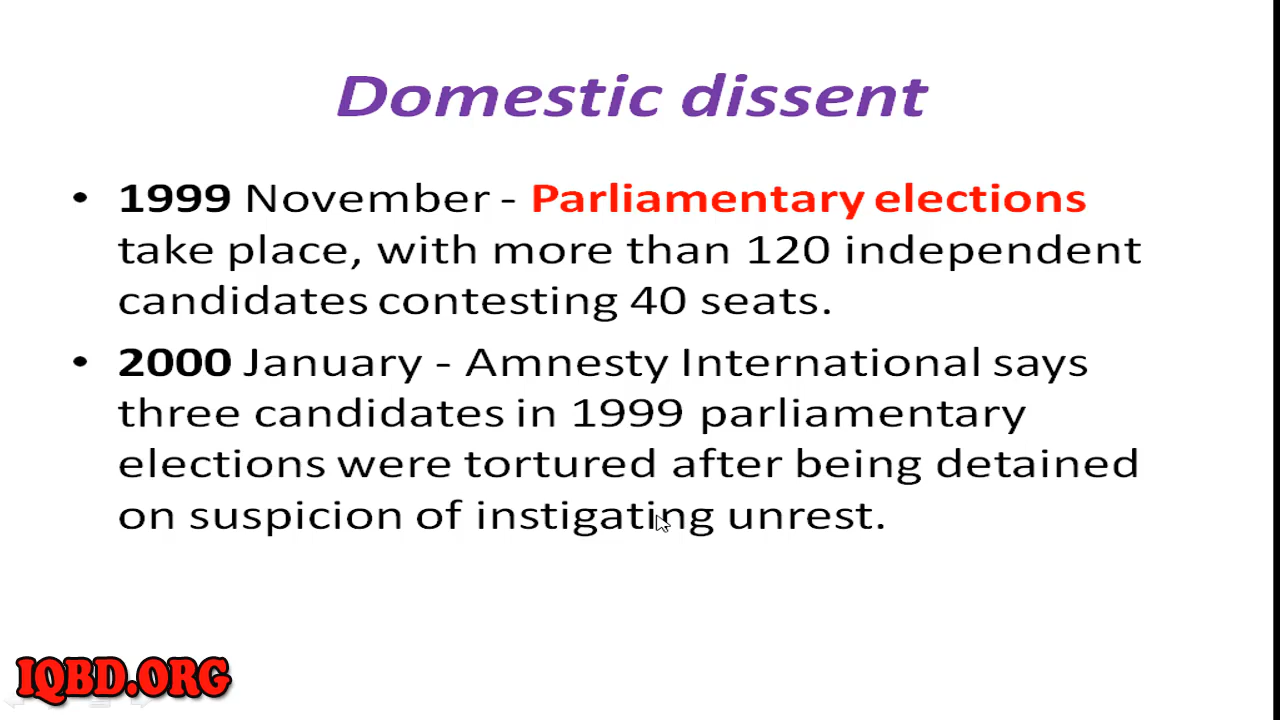 Domestic dissent
• 1999 November - Parliamentary elections
take place, with more than 120 independent
candidates contesting 40 seats.
• 2000 January - Amnesty International says
three candidates in 1999 parliamentary
elections were tortured after being detained
on suspicion of instigating unrest.
IQBD.ORG